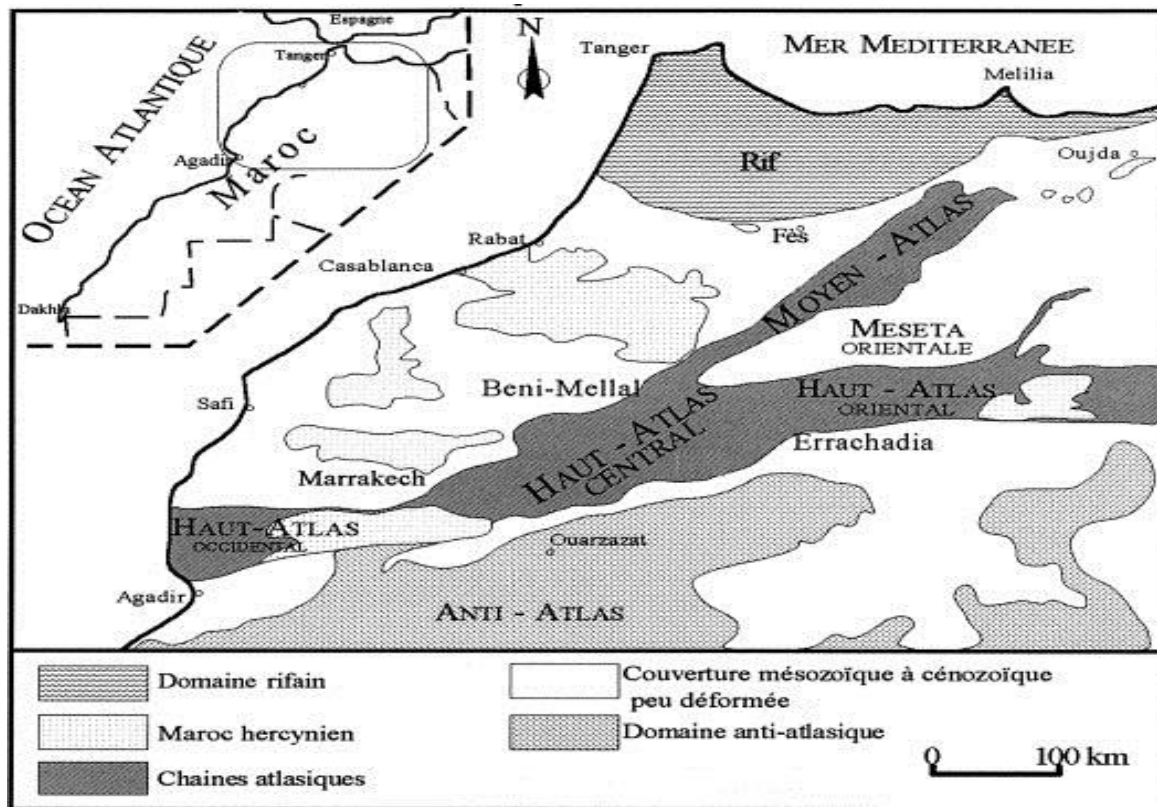 Espagne
Tanger
OCEAN ATLANTIQUE
Agadir
Maroc
Dakhla
N
Tanger
MER MEDITERRANEE
Melilia
Rif
Oujda
Fès
Rabat
Casablanca
MOYEN - ATLAS
MESETA
ORIENTALE
Beni-Mellal
HAUT - ATLAS
ORIENTAL
Safi
HAUT - ATLAS
CENTRAL
Errachadia
Marrakech
HAUT-ATLAS
OCCIDENTAL
Ouarzazat
Agadir
ANTI - ATLAS
Domaine rifain
Maroc hercynien
Chaines atlasiques
Couverture mésozoïque à cénozoïque
peu déformée
Domaine anti-atlasique
0 100 km